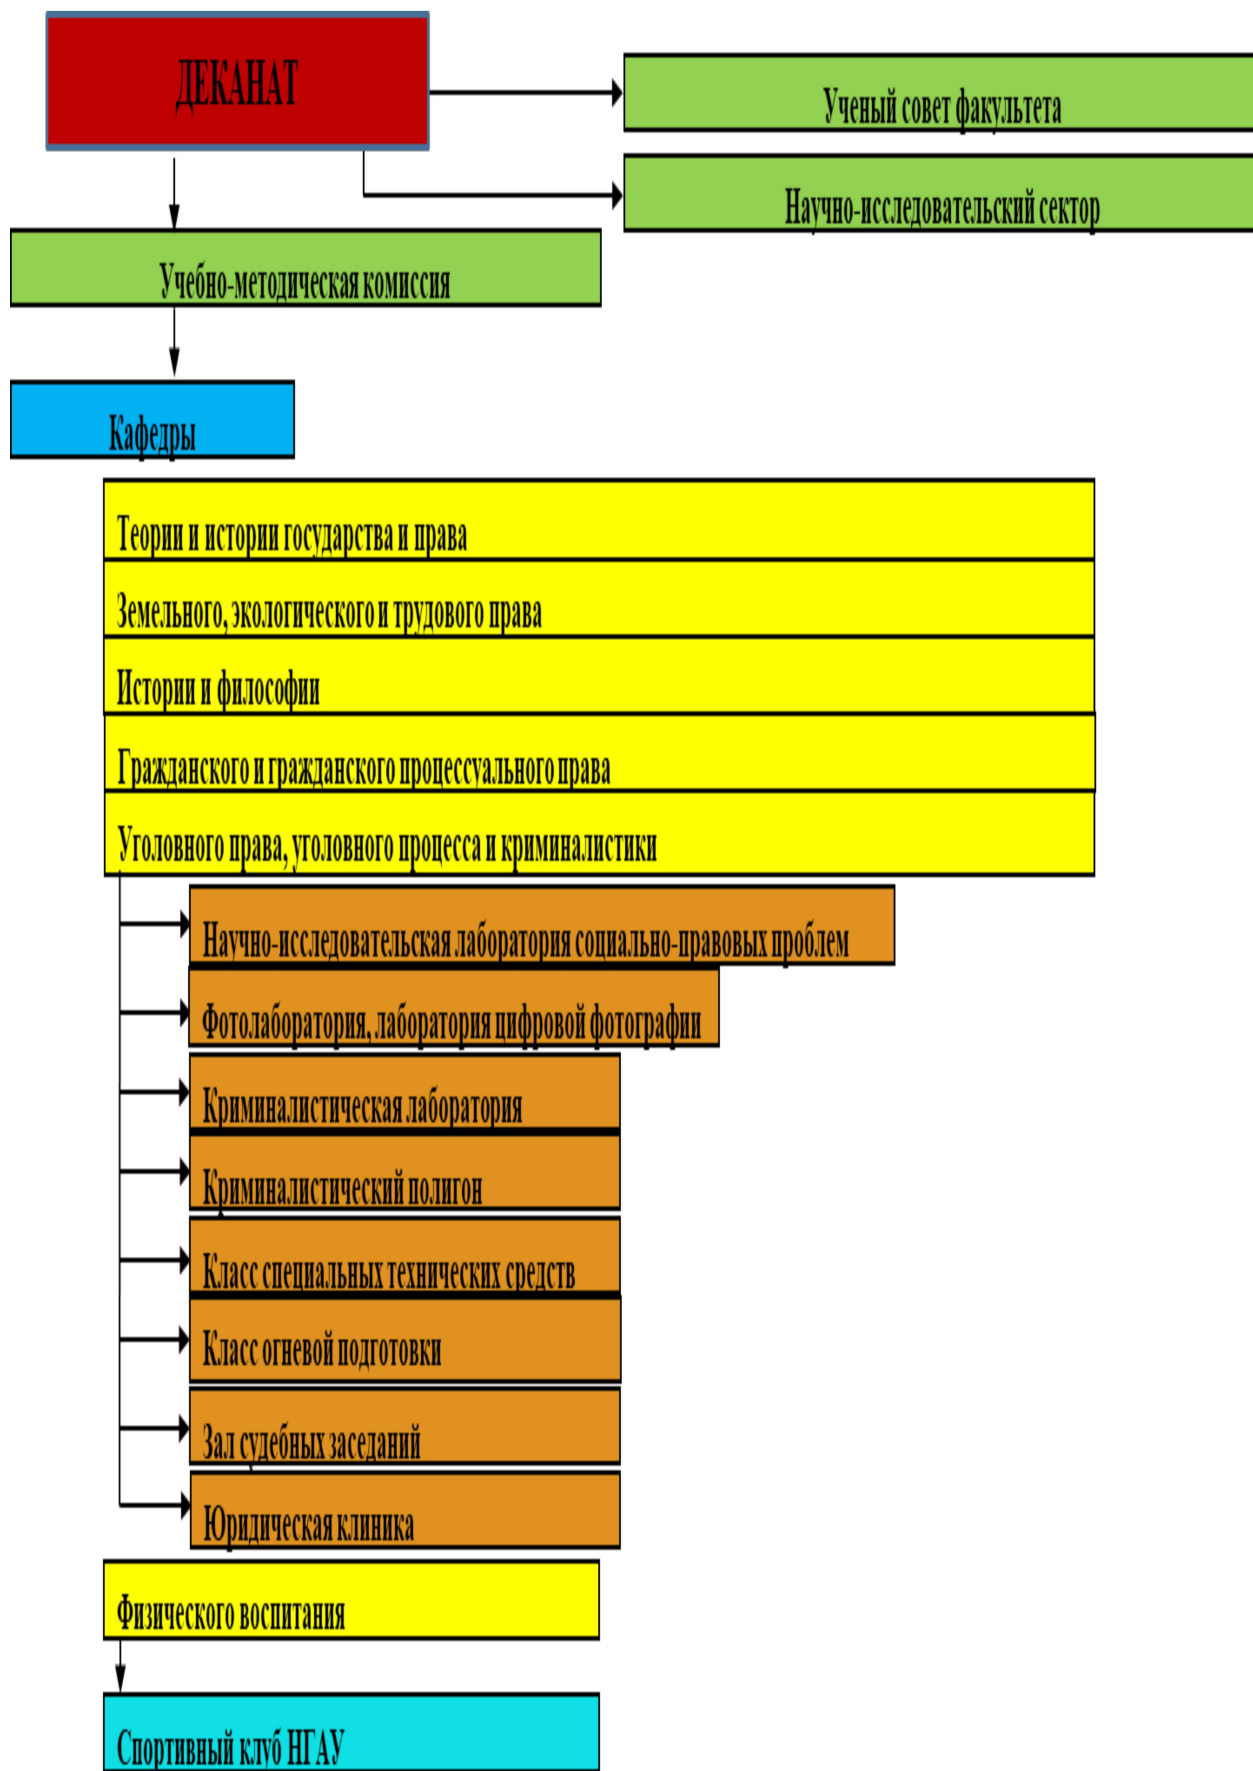 ДЕКАНАТ
Ученый совет факультета
Научно-исследовательский сектор
Учебно-методическая комиссия
Кафедры
Теории и истории государства и права
Земельного, экологического и трудового права
Истории и философии
Гражданского и гражданского процессуального права
Уголовного права, уголовного процесса и криминалистики
Научно-исследовательская лаборатория социально-правовых проблем
Фотолаборатория, лаборатория цифровой фотографии
Криминалистическая лаборатория
Криминалистический полигон
Класс специальных технических средств
Класс огневой подготовки
Зал судебных заседаний
Юридическая клиника
Физического воспитания
Спортивный клуб НГАУ